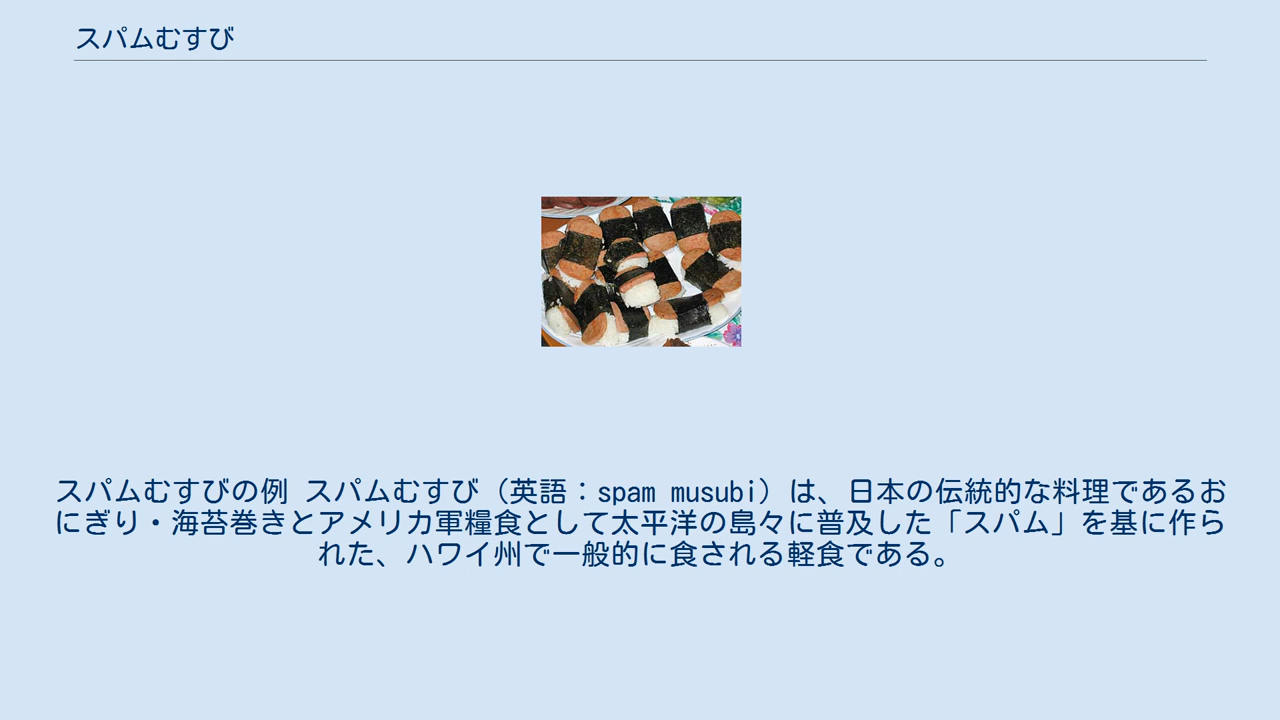 スパムむすび
スパムむすびの例 スパムむすび（英語：spam musubi）は、日本の伝統的な料理であるお
にぎり・海苔巻きとアメリカ軍糧食として太平洋の島々に普及した「スパム」を基に作ら
れた、ハワイ州で一般的に食される軽食である。